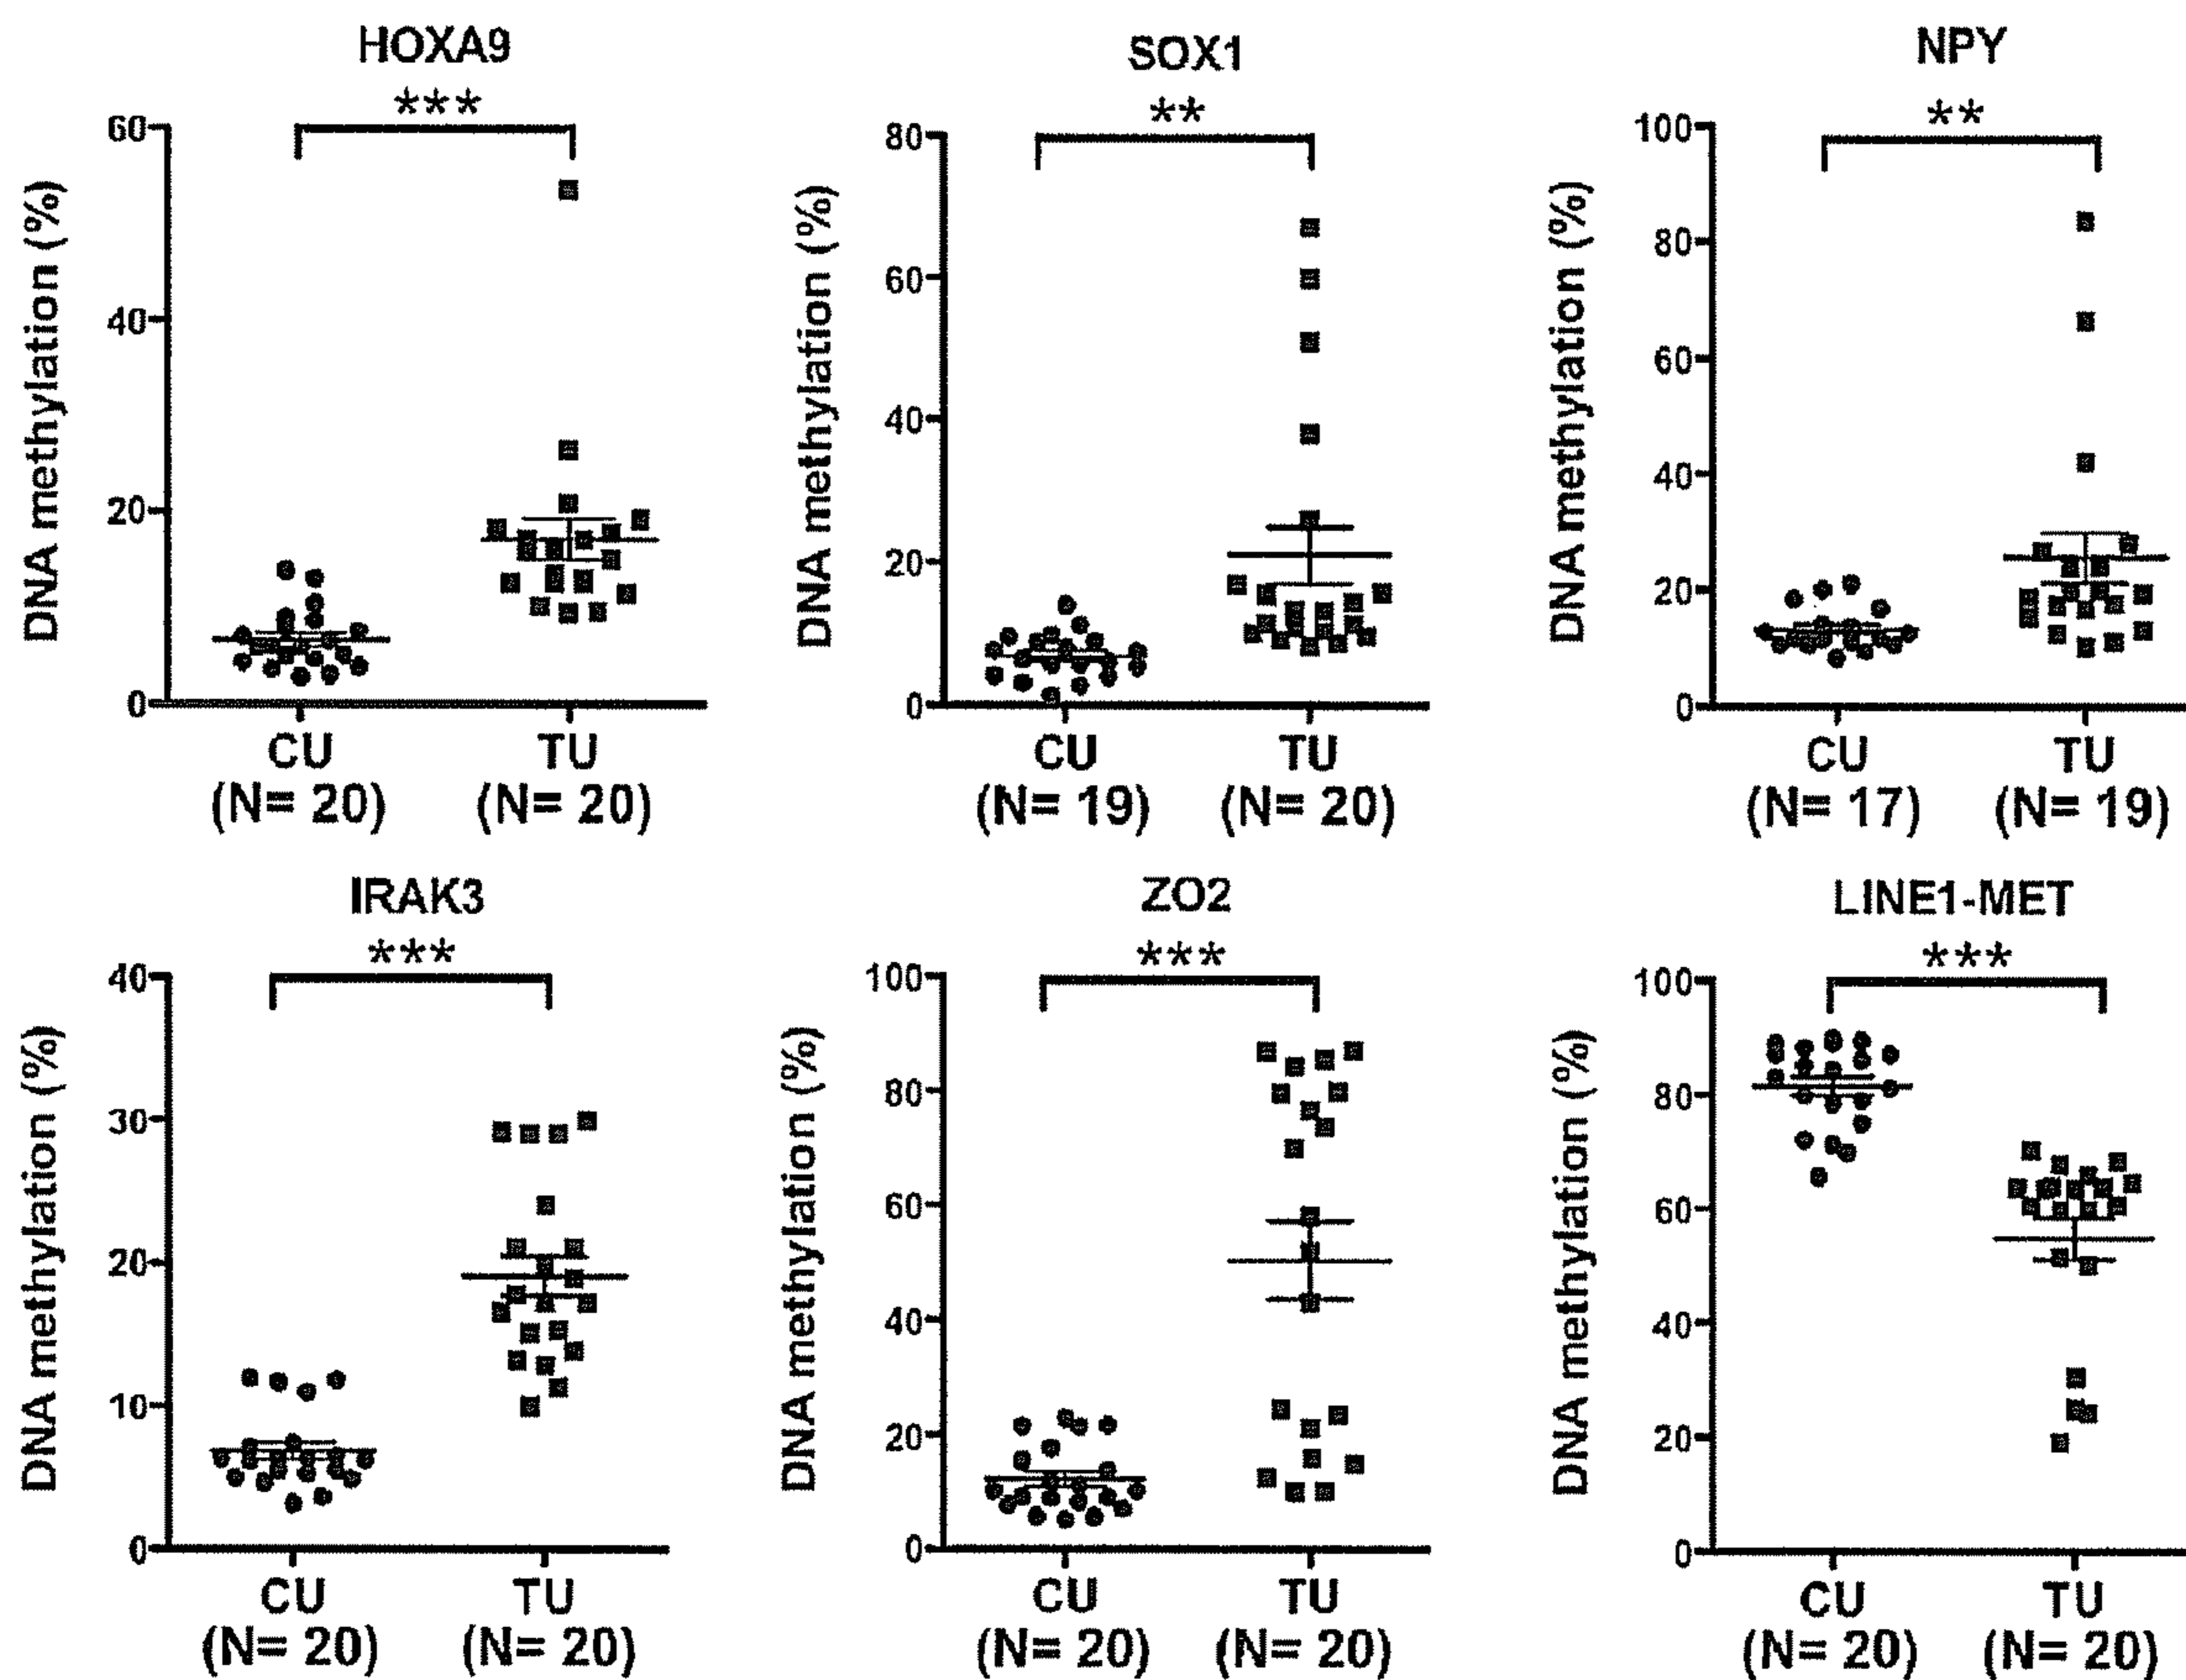 HOXA9
***
DNA methylation (%)
60
40
20
0
CU
TU
(N= 20)
(N= 20)
SOX1
**
DNA methylation (%)
80
60
40
20
0
CU
TU
(N= 19)
(N= 20)
NPY
**
DNA methylation (%)
100
80
60
40
20
0
CU
TU
(N= 17)
(N= 19)
IRAK3
***
DNA methylation (%)
40
30
20
10
0
CU
TU
(N= 20)
(N= 20)
ZO2
***
DNA methylation (%)
100
80
60
40
20
0
CU
TU
(N= 20)
(N= 20)
LINE1-MET
***
DNA methylation (%)
100
80
60
40
20
0
CU
TU
(N= 20)
(N= 20)